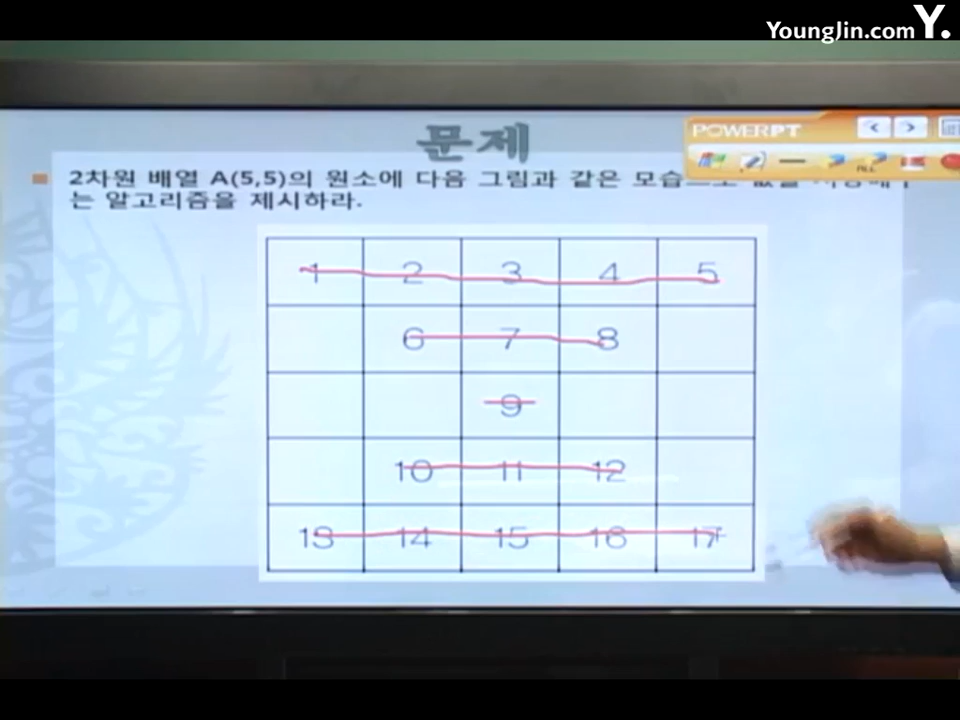 YoungJin.com Y.
문제
POWERPT
2차원 배열 A(5,5)의 원소에 다음 그림과 같은
는 알고리즘을 제시하라.
1 2 3 4 5
6 7 8
9
10 11 12
13 14 15 16 17